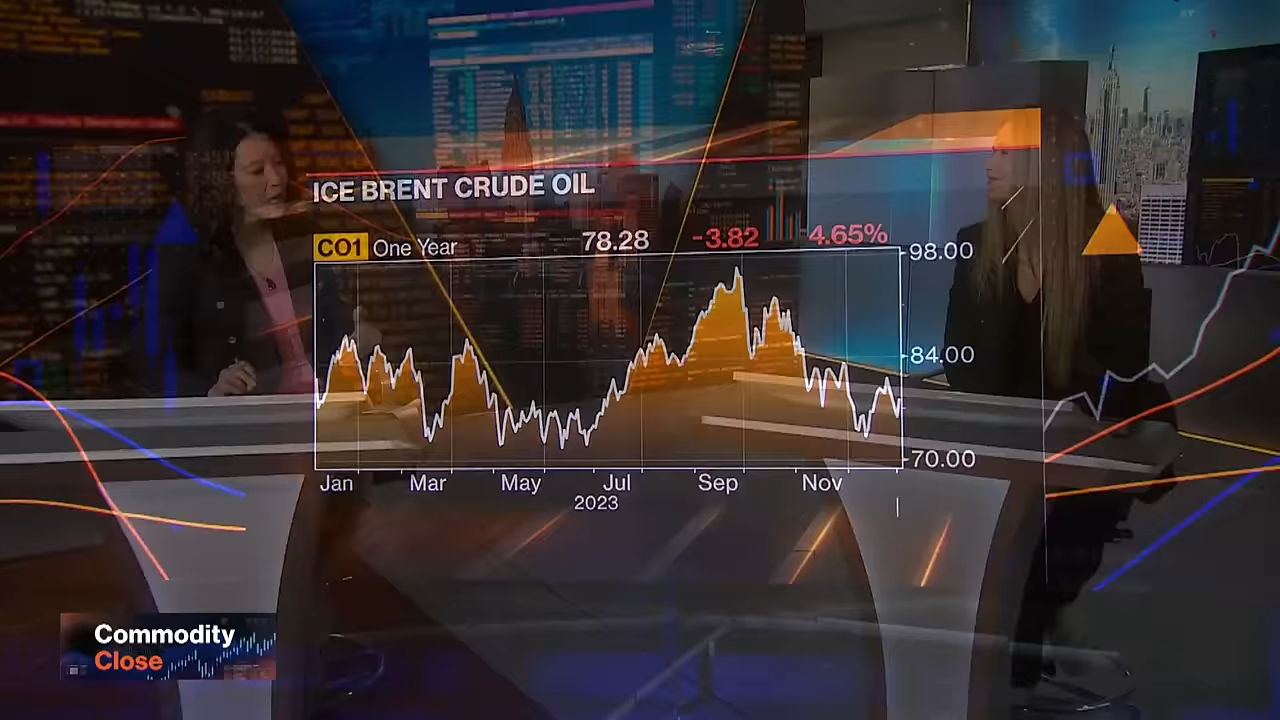 ICE BRENT CRUDE OIL
CO1 One Year 78.28 -3.82 -4.65%
98.00
84.00
70.00
Jan Mar May Jul Sep Nov
2023
Commodity
Close